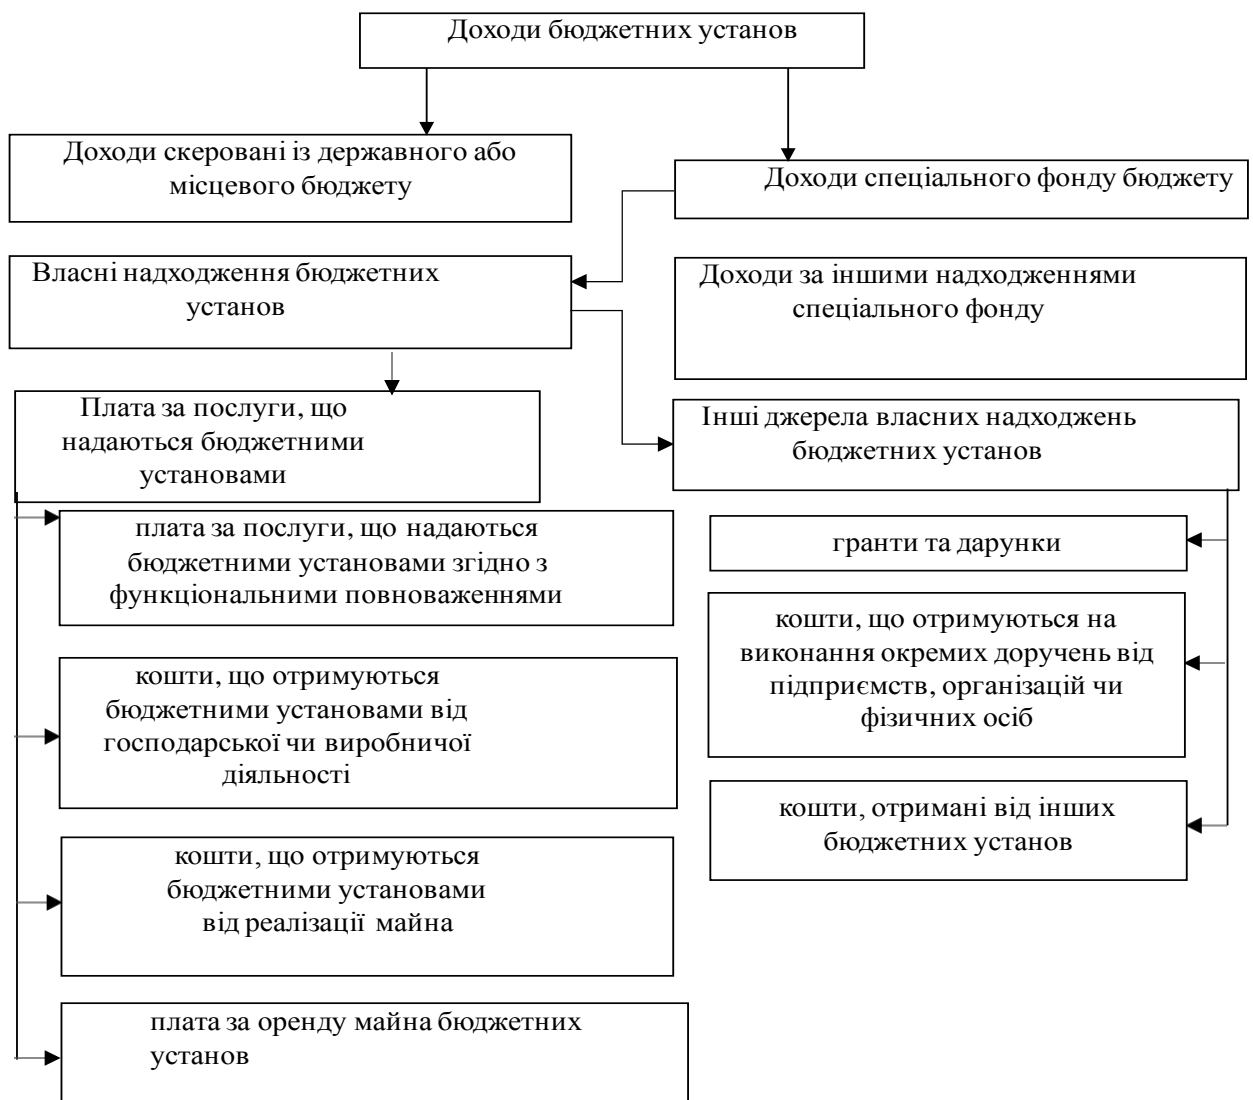 Доходи бюджетних установ
Доходи скеровані із державного або
місцевого бюджету
Доходи спеціального фонду бюджету
Власні надходження бюджетних
установ
Доходи за іншими надходженнями
спеціального фонду
Плата за послуги, що
надаються бюджетними
установами
Інші джерела власних надходжень
бюджетних установ
плата за послуги, що надаються
бюджетними установами згідно з
функціональними повноваженнями
кошти, що отримуються
бюджетними установами від
господарської чи виробничої
діяльності
кошти, що отримуються
бюджетними установами
від реалізації майна
плата за оренду майна бюджетних
установ
гранти та дарунки
кошти, що отримуються на
виконання окремих доручень від
підприємств, організацій чи
фізичних осіб
кошти, отримані від інших
бюджетних установ